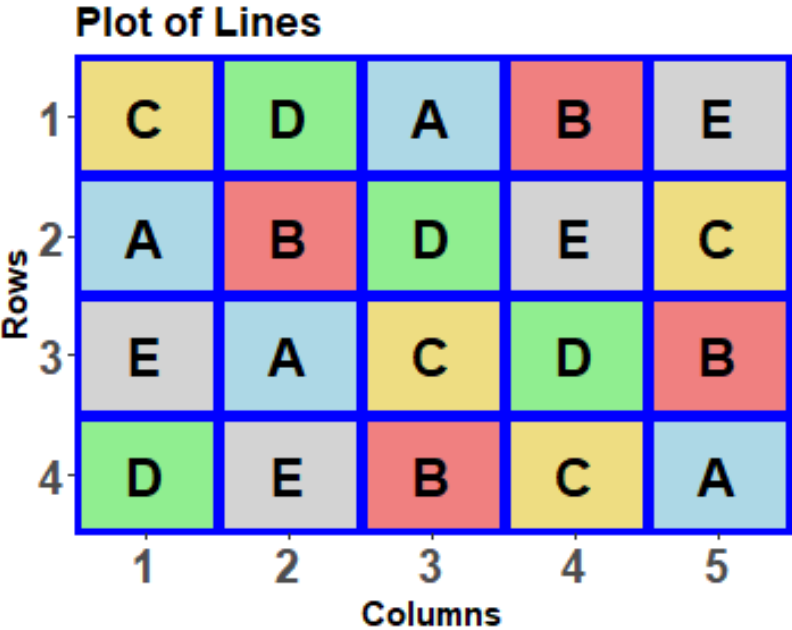 Plot of Lines
1 C D A B E
2 A B D E C
Rows
3 E A C D B
4 D E B C A
1 2 3 4 5
Columns